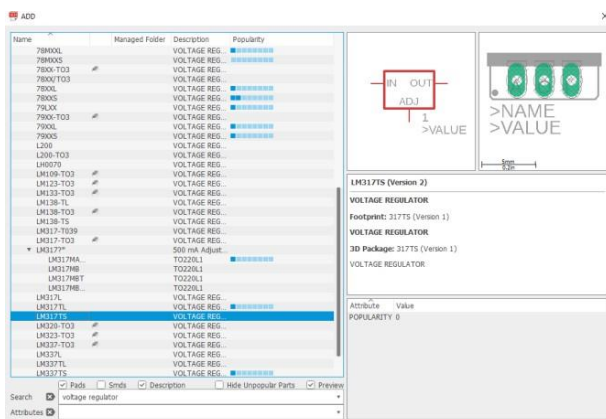 ADD
Name Managed Folder Description Popularity
78MXXL VOLTAGE REG...
78MXXS VOLTAGE REG...
78XX-TO3 VOLTAGE REG...
78XX/TO3 VOLTAGE REG...
78XXL VOLTAGE REG...
78XXS VOLTAGE REG...
79LXX VOLTAGE REG...
79XX-TO3 VOLTAGE REG...
79XXL VOLTAGE REG...
79XXS VOLTAGE REG...
L200 VOLTAGE REG...
L200-TO3 VOLTAGE REG...
LH0070 VOLTAGE REG...
LM109-TO3 VOLTAGE REG...
LM123-TO3 VOLTAGE REG...
LM133-TO3 VOLTAGE REG...
LM138-TL VOLTAGE REG...
LM138-TO3 VOLTAGE REG...
LM138-TS VOLTAGE REG...
LM317-T039 VOLTAGE REG...
LM317-TO3 VOLTAGE REG...
LM317?* 500 mA Adjust...
LM317MA... TO220L1
LM317MB TO220L1
LM317MBT TO220L1
LM317MB... TO220L1
LM317L VOLTAGE REG...
LM317TL VOLTAGE REG...
LM317TS VOLTAGE REG...
LM320-TO3 VOLTAGE REG...
LM323-TO3 VOLTAGE REG...
LM337-TO3 VOLTAGE REG...
LM337L VOLTAGE REG...
LM337TL VOLTAGE REG...
LM337TS VOLTAGE REG...
Pads Smds Description Hide Unpopular Parts Preview
Search voltage regulator
Attributes
IN OUT
ADJ
1
>VALUE
>NAME
>VALUE
5mm
0.2in
LM317TS (Version 2)
VOLTAGE REGULATOR
Footprint: 317TS (Version 1)
VOLTAGE REGULATOR
3D Package: 317TS (Version 1)
VOLTAGE REGULATOR
Attribute Value
POPULARITY 0